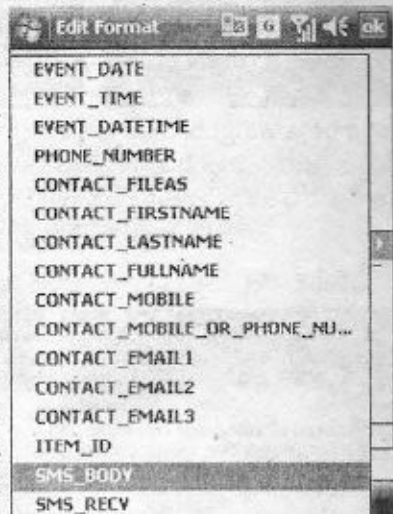 Edit Format
G
ok
EVENT_DATE
EVENT_TIME
EVENT_DATETIME
PHONE_NUMBER
CONTACT_FILEAS
CONTACT_FIRSTNAME
CONTACT_LASTNAME
CONTACT_FULLNAME
CONTACT_MOBILE
CONTACT_MOBILE_OR_PHONE_NU...
CONTACT_EMAIL1
CONTACT_EMAIL2
CONTACT_EMAIL3
ITEM_ID
SMS_BODY
SMS_RECV